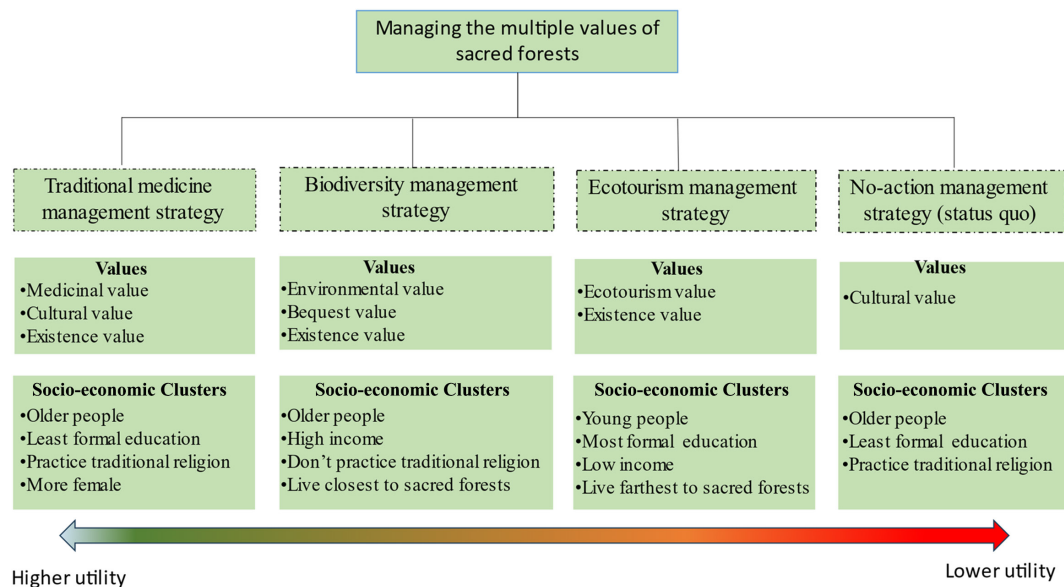 Managing the multiple values of
sacred forests
Traditional medicine
management strategy
Biodiversity management
strategy
Ecotourism management
strategy
No-action management
strategy (status quo)
Values
•Medicinal value
•Cultural value
•Existence value
Values
•Environmental value
•Bequest value
•Existence value
Values
•Ecotourism value
•Existence value
Values
•Cultural value
Socio-economic Clusters
•Older people
•Least formal education
•Practice traditional religion
•More female
Socio-economic Clusters
•Older people
•High income
•Don’t practice traditional religion
•Live closest to sacred forests
Socio-economic Clusters
•Young people
•Most formal education
•Low income
•Live farthest to sacred forests
Socio-economic Clusters
•Older people
•Least formal education
•Practice traditional religion
Higher utility
Lower utility